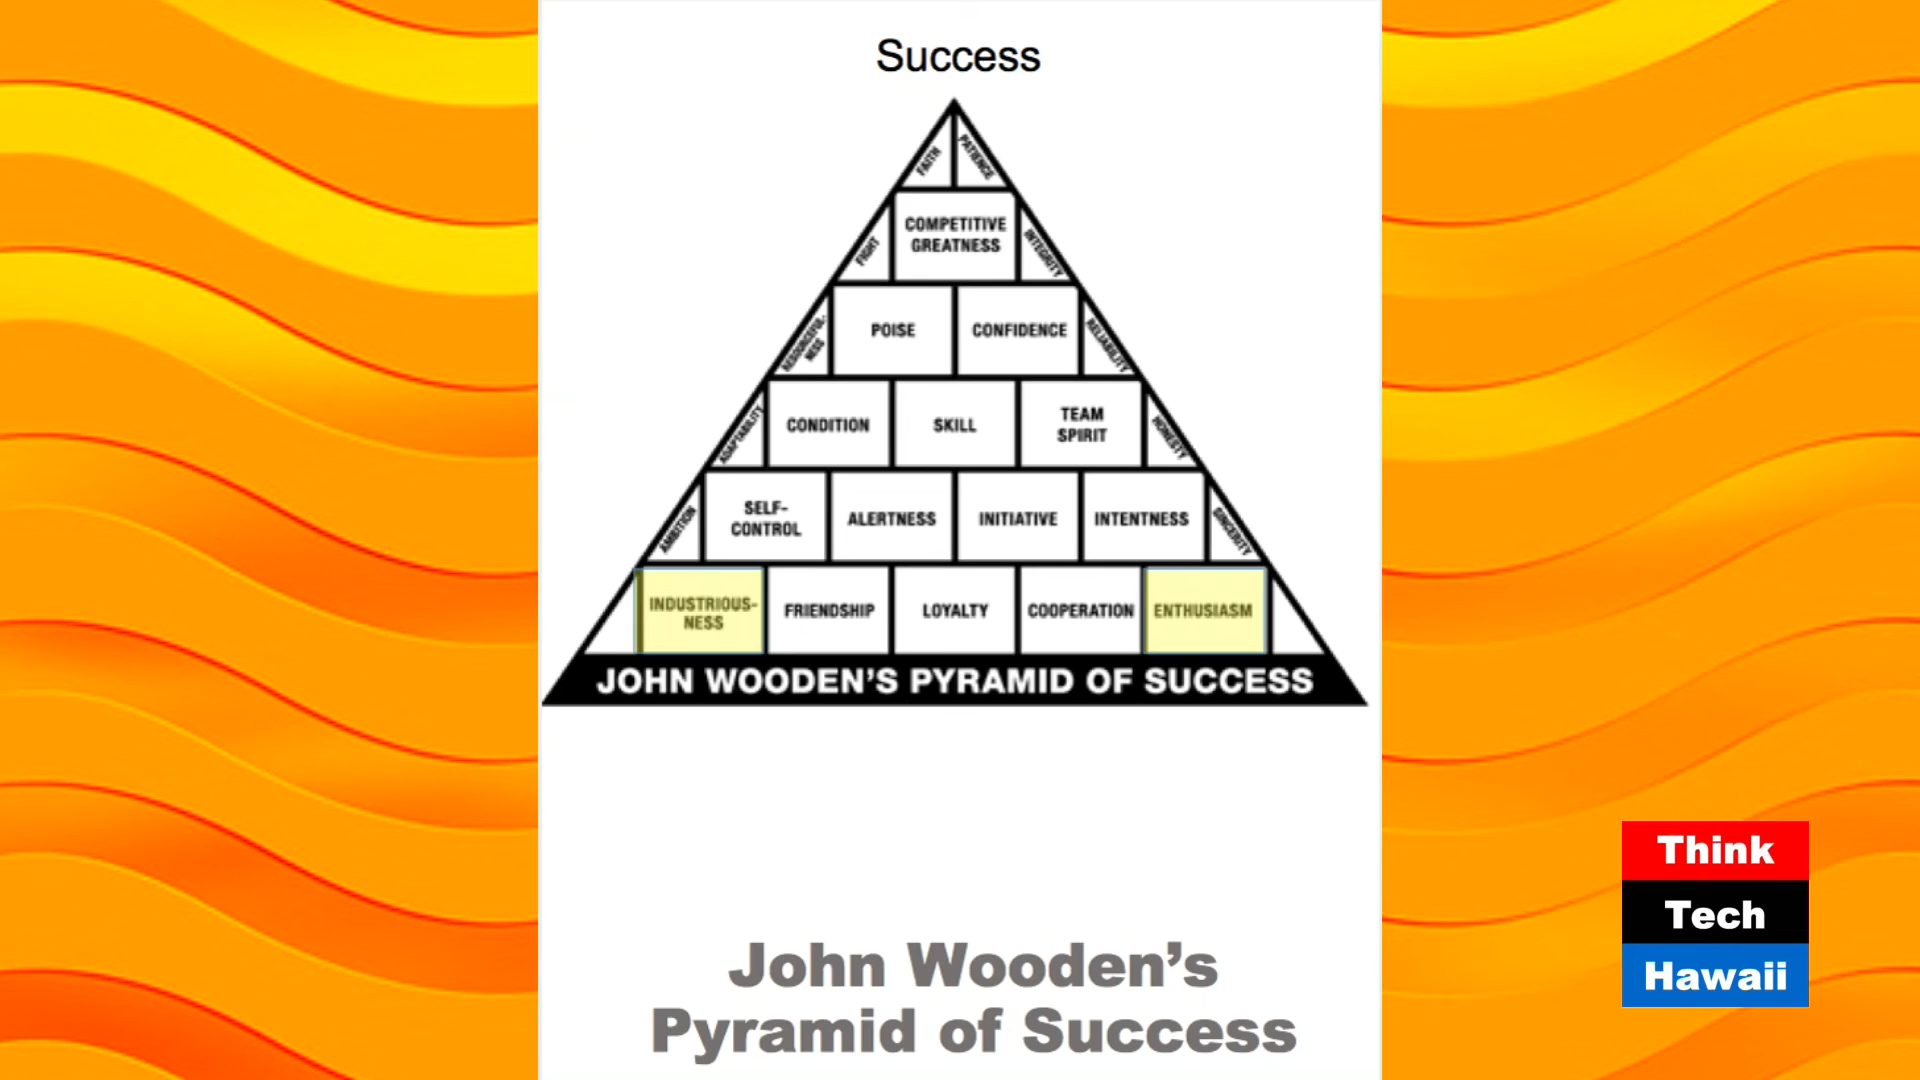 Success
FAITH
PATIENCE
FIGHT
COMPETITIVE
GREATNESS
INTEGRITY
RESOURCEFUL-
NESS
POISE
CONFIDENCE
RELIABILITY
ADAPTABILITY
CONDITION
SKILL
TEAM
SPIRIT
HONESTY
AMBITION
SELF-
CONTROL
ALERTNESS
INITIATIVE
INTENTNESS
SINCERITY
INDUSTRIOUS-
NESS
FRIENDSHIP
LOYALTY
COOPERATION
ENTHUSIASM
JOHN WOODEN'S PYRAMID OF SUCCESS
Think
Tech
Hawaii
John Wooden's
Pyramid of Success